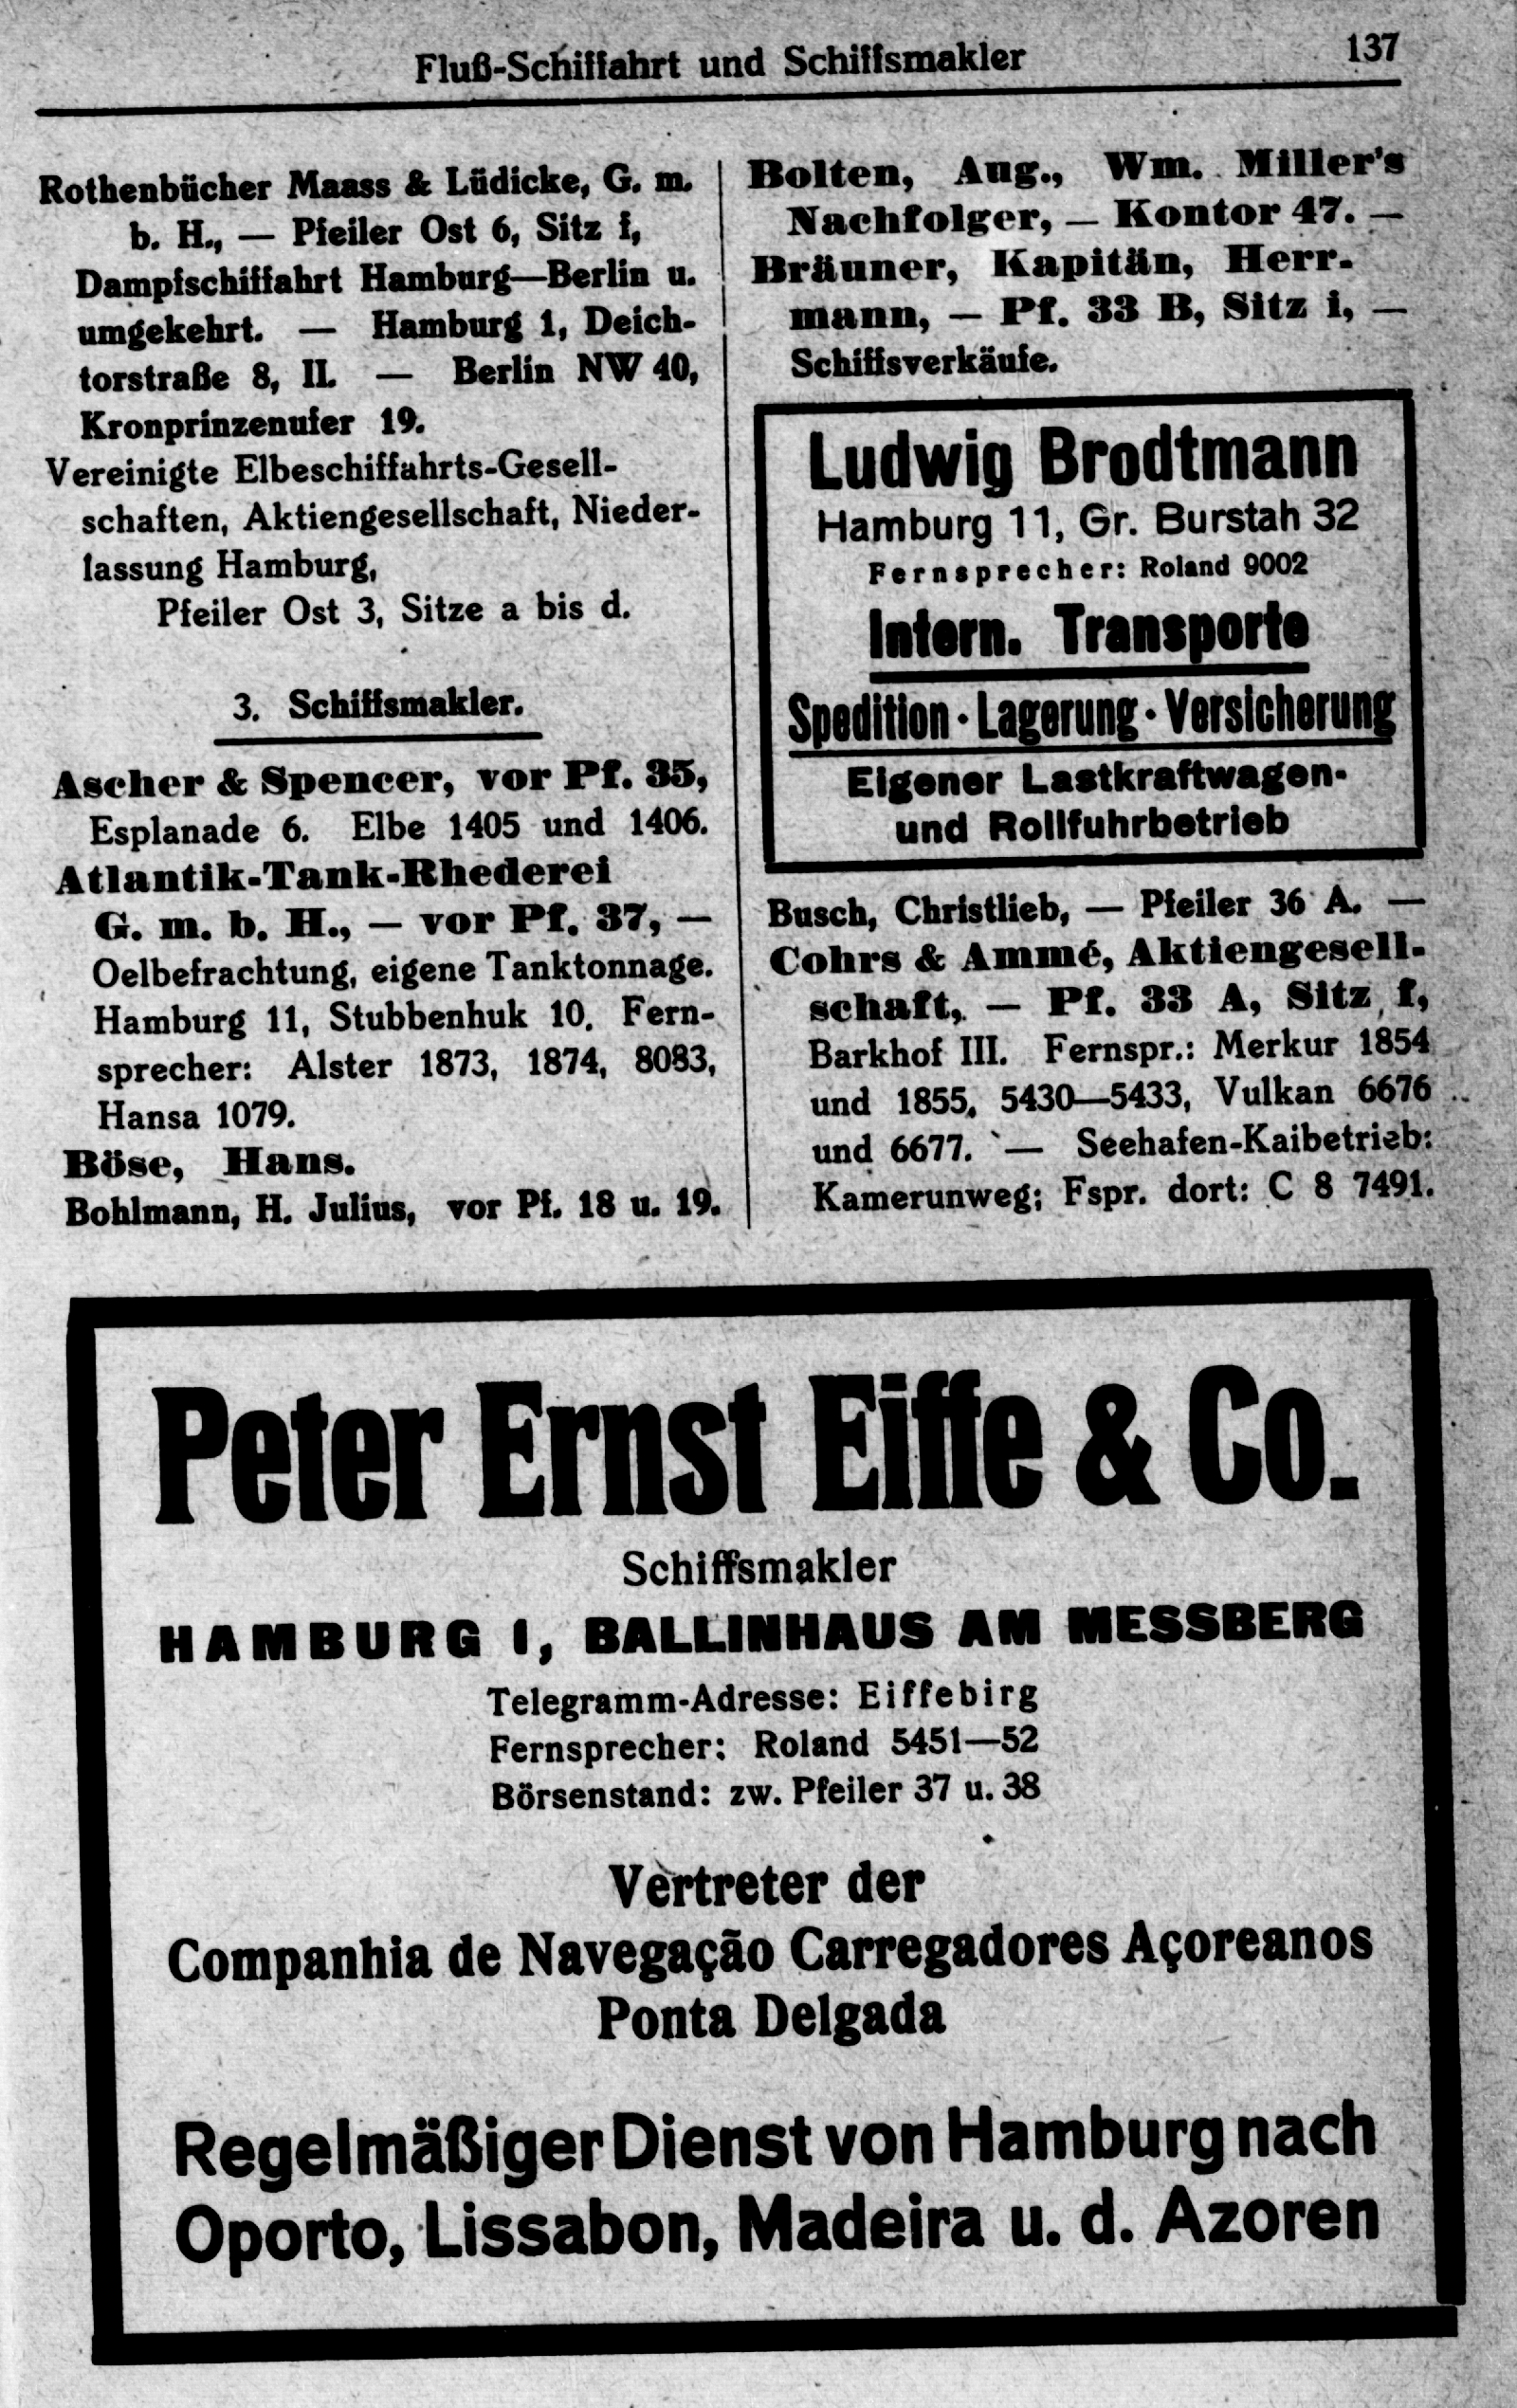 Fluß-Schiffahrt und Schiffsmakler
137
Rothenbücher Maass & Lüdicke, G. m.
b. H., — Pfeiler Ost 6, Sitz f,
Dampfschiffahrt Hamburg—Berlin u.
umgekehrt. — Hamburg 1, Deich-
torstraße 8, II. — Berlin NW 40,
Kronprinzenufer 19.
Vereinigte Elbeschiffahrts-Gesell-
schaften, Aktiengesellschaft, Nieder-
lassung Hamburg,
Pfeiler Ost 3, Sitze a bis d.
3. Schiffsmakler.
Ascher & Spencer, vor Pf. 35,
Esplanade 6. Elbe 1405 und 1406.
Atlantik-Tank-Rhederei
G. m. b. H., — vor Pf. 37, —
Oelbefrachtung, eigene Tanktonnage.
Hamburg 11, Stubbenhuk 10. Fern-
sprecher: Alster 1873, 1874, 8083,
Hansa 1079.
Böse, Hans.
Bohlmann, H. Julius, vor Pf. 18 u. 19.
Bolten, Aug., Wm. Miller's
Nachfolger, — Kontor 47. —
Bräuner, Kapitän, Herr-
mann, — Pf. 33 B, Sitz i, —
Schiffsverkäufe.
Ludwig Brodtmann
Hamburg 11, Gr. Burstah 32
Fernsprecher: Roland 9002
Intern. Transporte
Spedition · Lagerung · Versicherung
Eigener Lastkraftwagen-
und Rollfuhrbetrieb
Busch, Christlieb, — Pfeiler 36 A. —
Cohrs & Ammé, Aktiengesell-
schaft, — Pf. 33 A, Sitz f,
Barkhof III. Fernspr.: Merkur 1854
und 1855, 5430—5433, Vulkan 6676
und 6677. — Seehafen-Kaibetrieb:
Kamerunweg; Fspr. dort: C 8 7491.
Peter Ernst Eiffe & Co.
Schiffsmakler
HAMBURG 1, BALLINHAUS AM MESSBERG
Telegramm-Adresse: Eiffebirg
Fernsprecher: Roland 5451—52
Börsenstand: zw. Pfeiler 37 u. 38
Vertreter der
Companhia de Navegação Carregadores Açoreanos
Ponta Delgada
Regelmäßiger Dienst von Hamburg nach
Oporto, Lissabon, Madeira u. d. Azoren